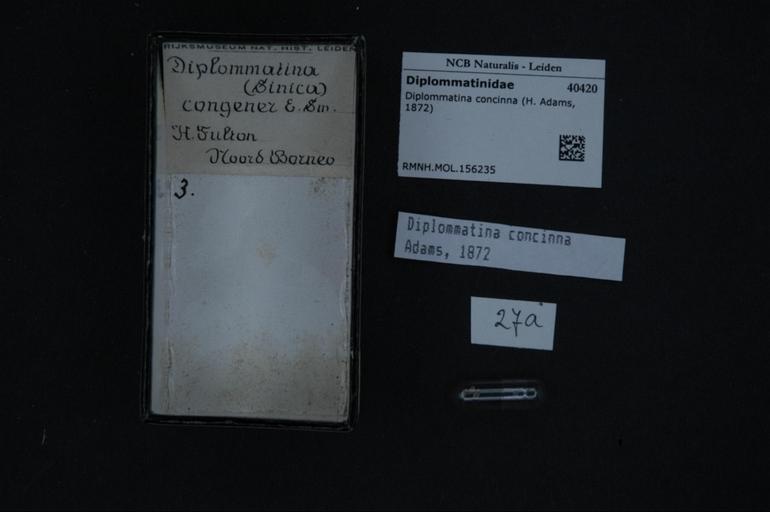 RIJKSMUSEUM NAT. HIST. LEIDEN
Diplommatina
(Sinica)
congener E. Sm.
H. Fulton
Noord Borneo
3.
NCB Naturalis - Leiden
Diplommatinidae 40420
Diplommatina concinna (H. Adams,
1872)
RMNH.MOL.156235
Diplommatina concinna
Adams, 1872
27a